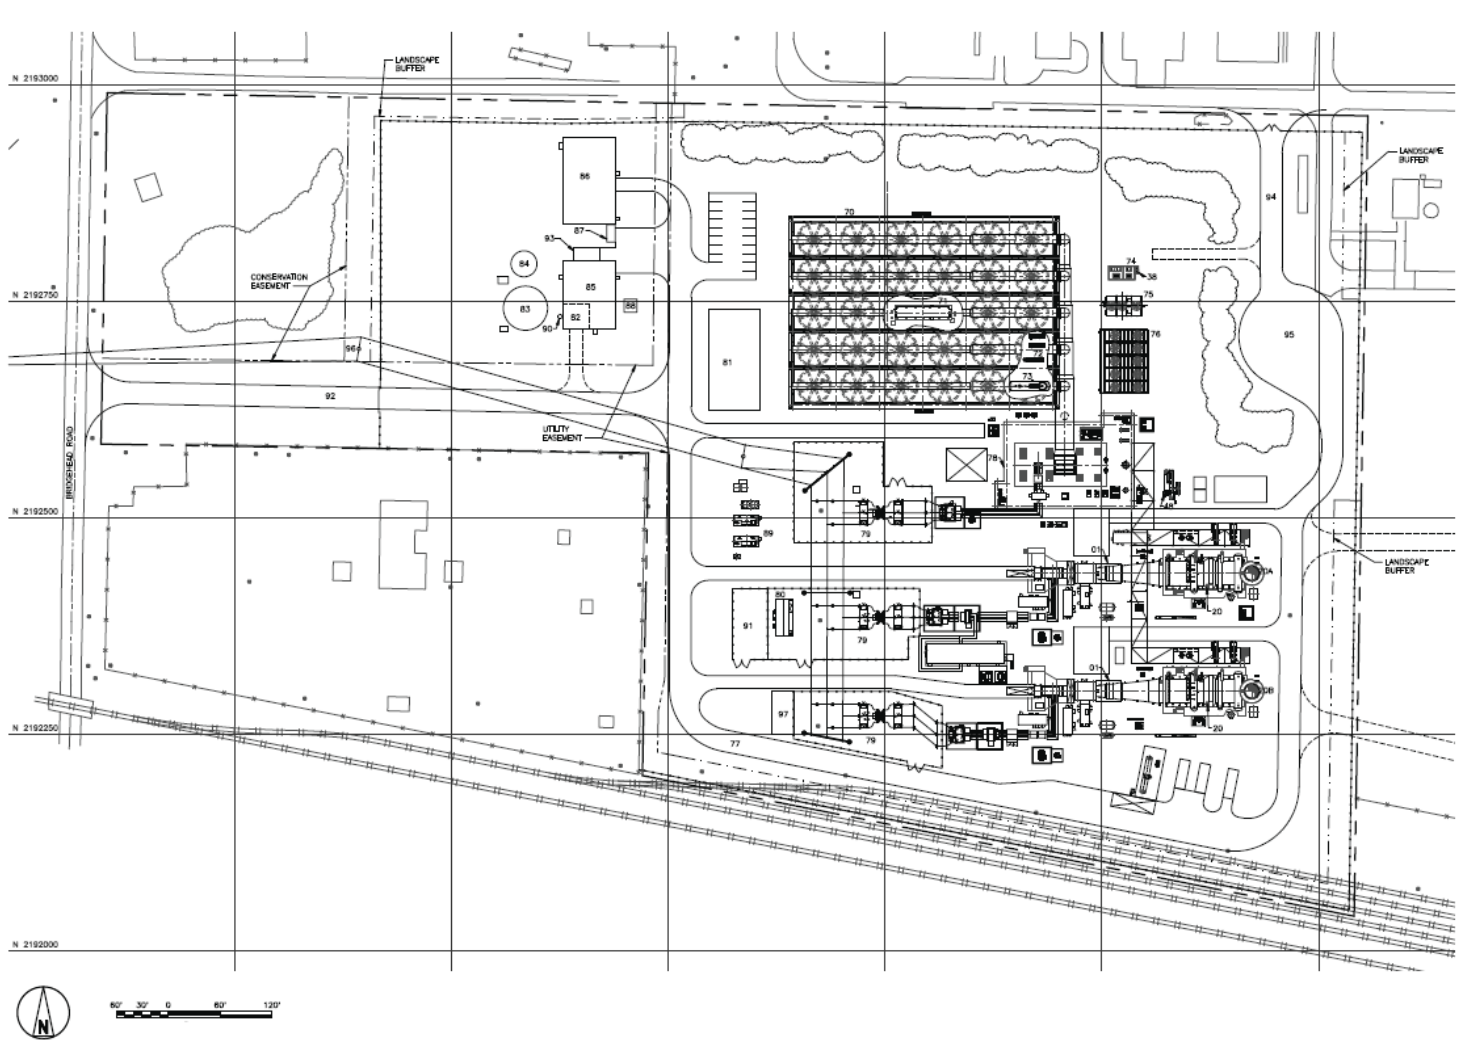 LANDSCAPE
BUFFER
N 2193000
LANDSCAPE
BUFFER
86
94
70
87
93
84
74
38
CONSERVATION
EASEMENT
85
75
N 2192750
83
88
71
82
90
76
95
96
72
81
73
92
UTILITY
EASEMENT
78
BRIDGEHEAD ROAD
N 2192500
89
79
01
LANDSCAPE
BUFFER
80
20
91
79
01
97
20
N 2192250
77
79
N 2192000
N
60' 30' 0 60' 120'